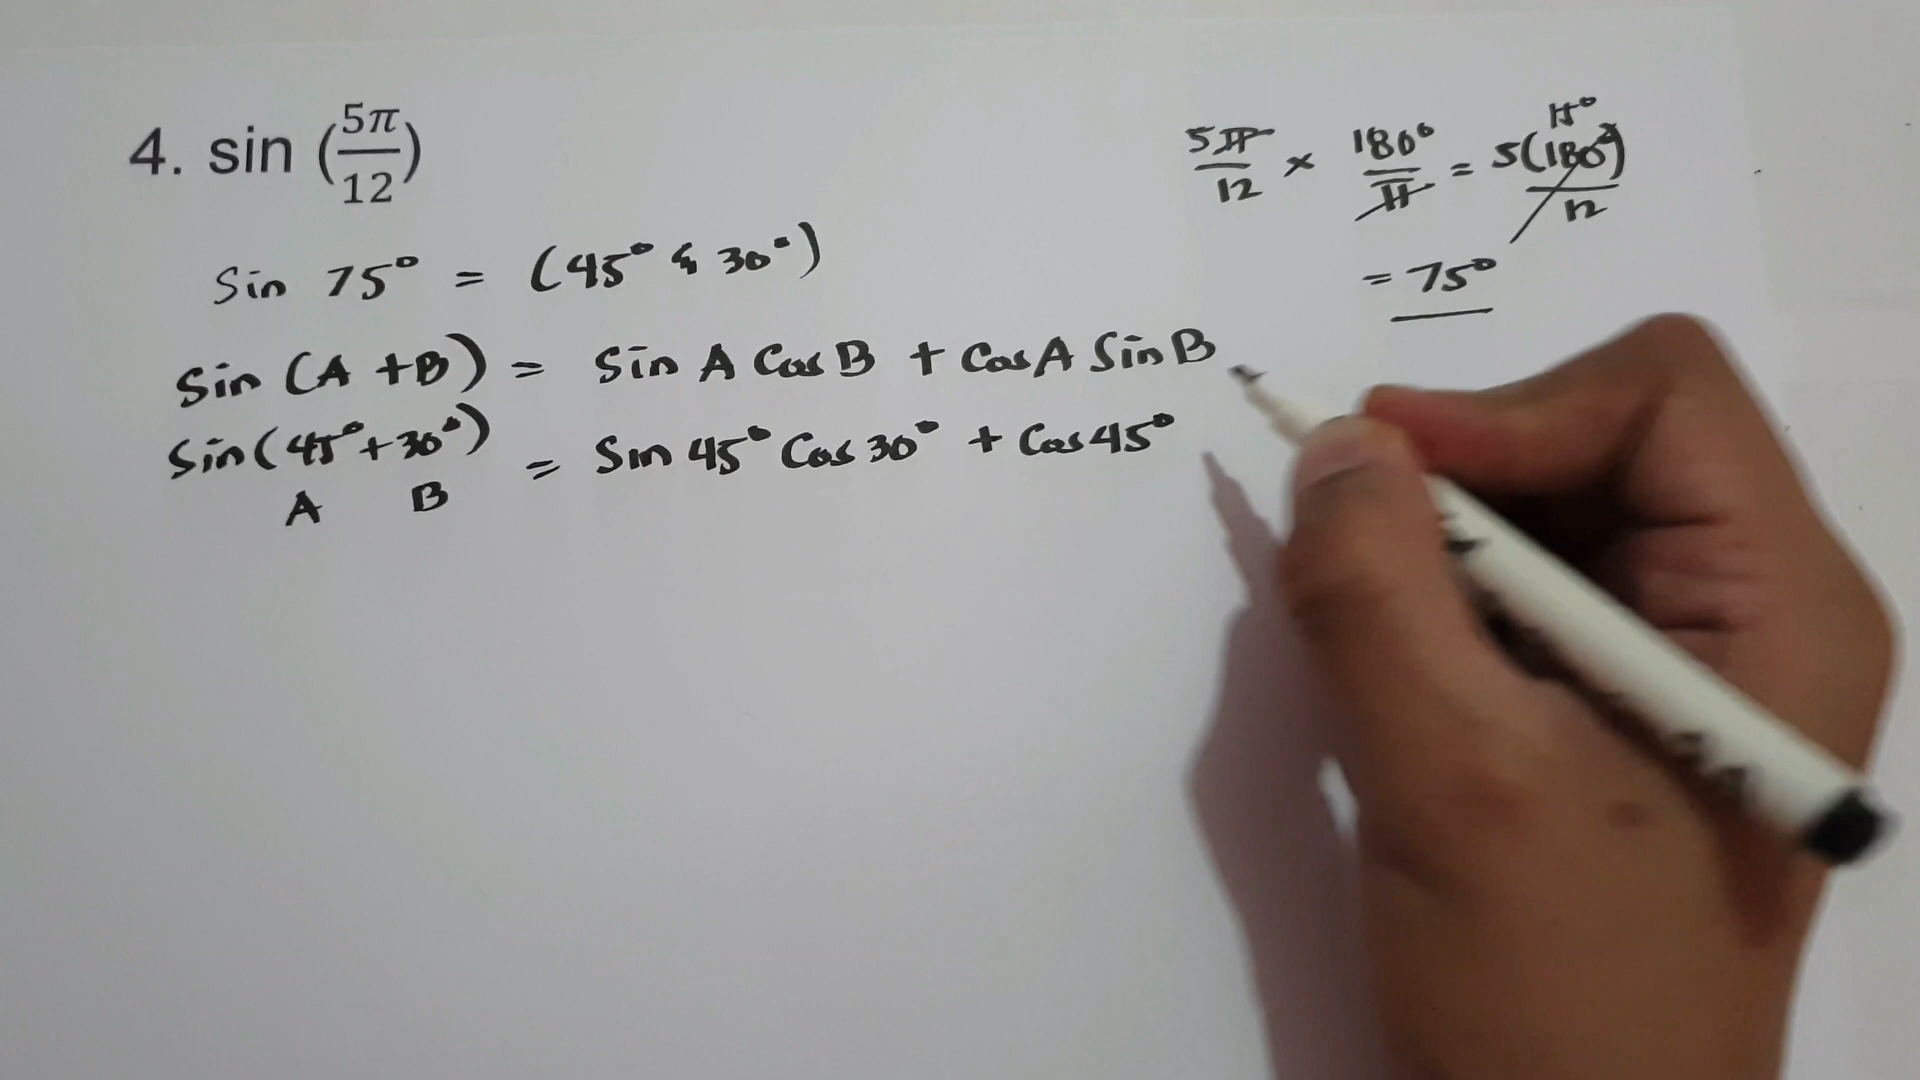 4. sin (5π/12)
Sin 75° = (45° & 30°)
Sin (A + B) = Sin A Cos B + Cos A Sin B
Sin (45° + 30°) = Sin 45° Cos 30° + Cos 45°
A B
5π/12 × 180°/π = 5(180°)/12
15°
= 75°